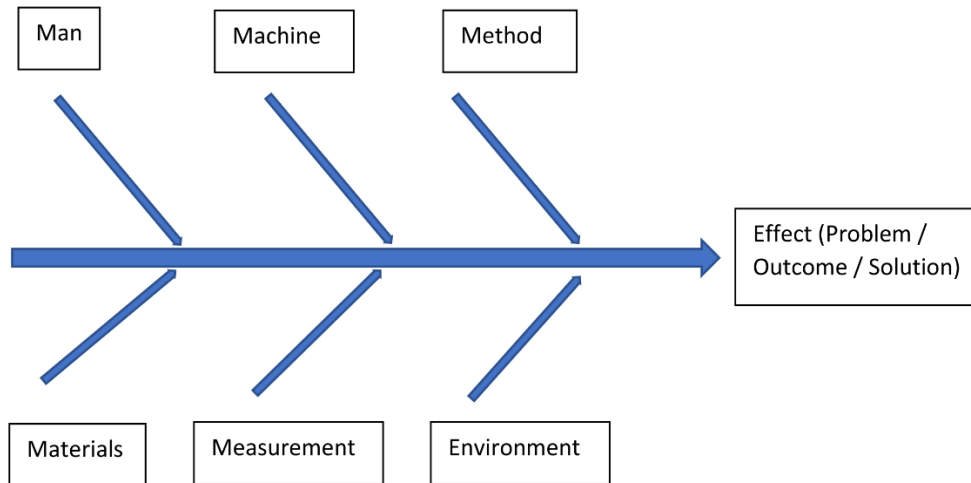 Man
Machine
Method
Effect (Problem /
Outcome / Solution)
Materials
Measurement
Environment